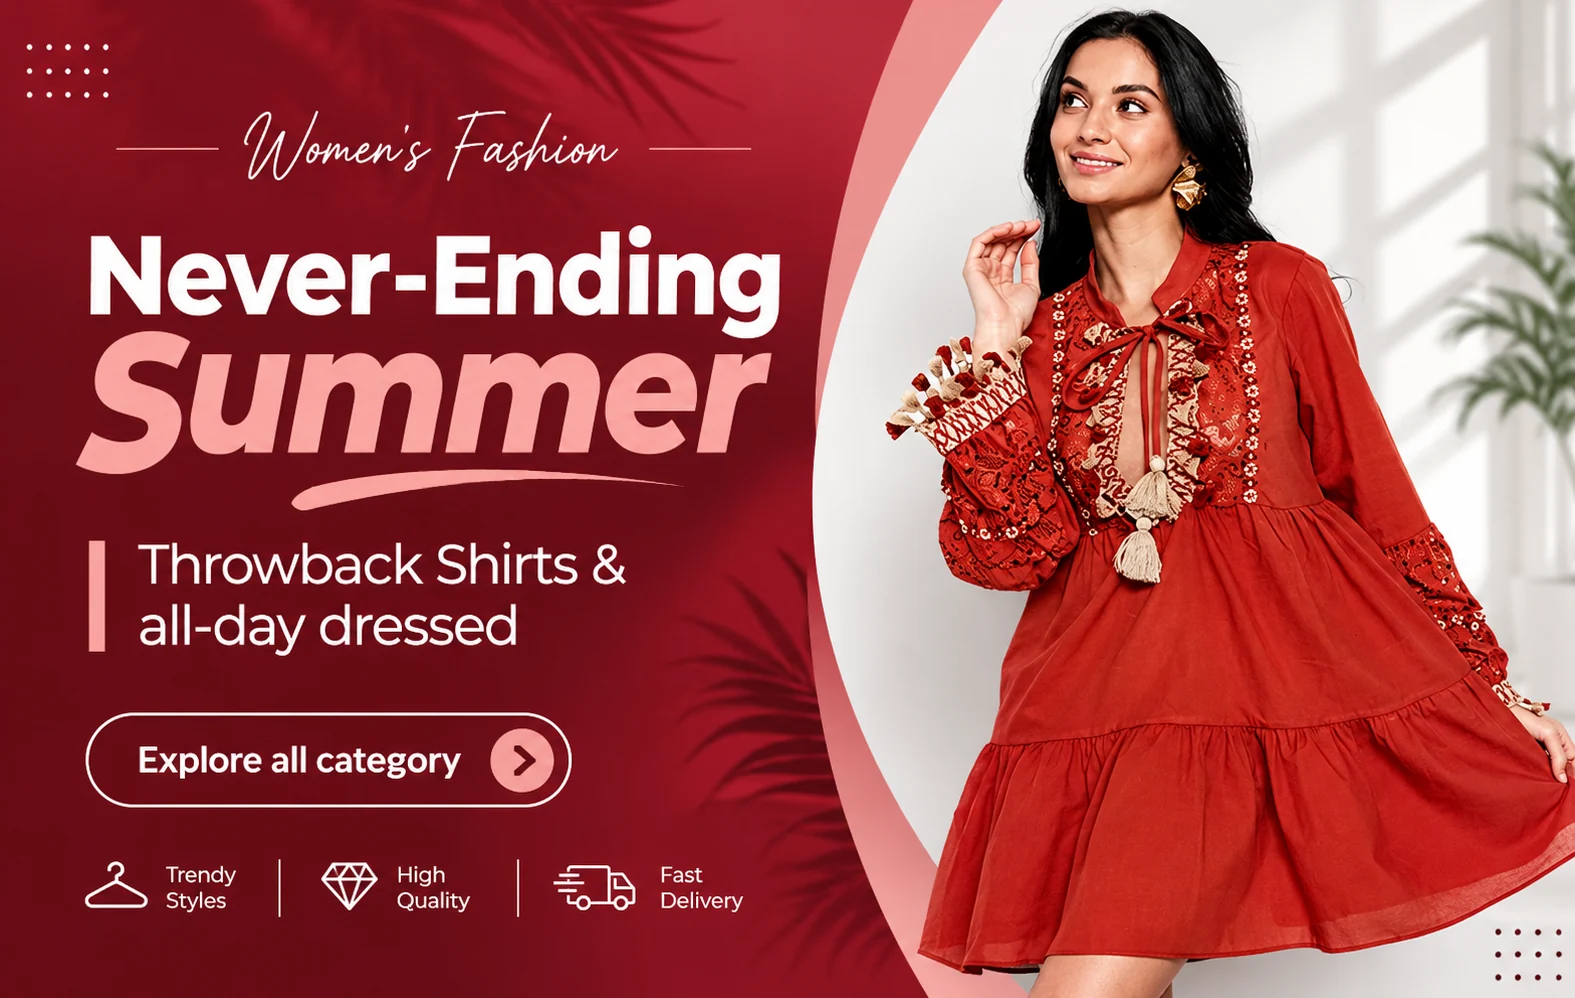 Women's Fashion
Never-Ending
Summer
Throwback Shirts &
all-day dressed
Explore all category
Trendy
Styles
High
Quality
Fast
Delivery